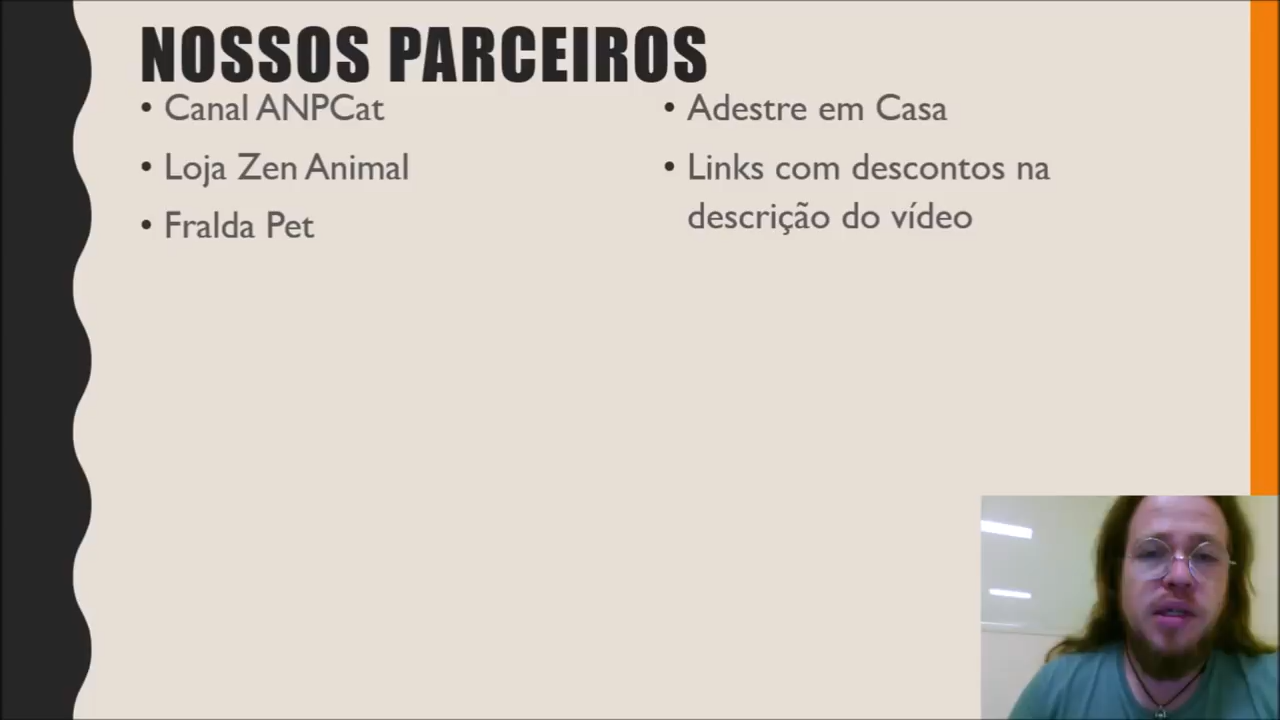 NOSSOS PARCEIROS
• Canal ANPCat
• Loja Zen Animal
• Fralda Pet
• Adestre em Casa
• Links com descontos na
descrição do vídeo